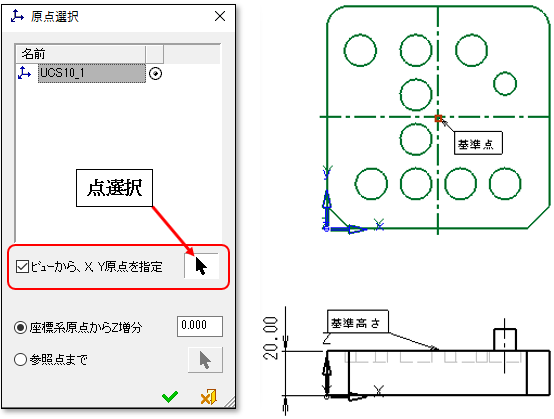 原点選択
名前
UCS10_1
点選択
ビューから、X, Y原点を指定
座標系原点からZ増分
0.000
参照点まで
基準点
y
X
基準高さ
20.00
Z
X